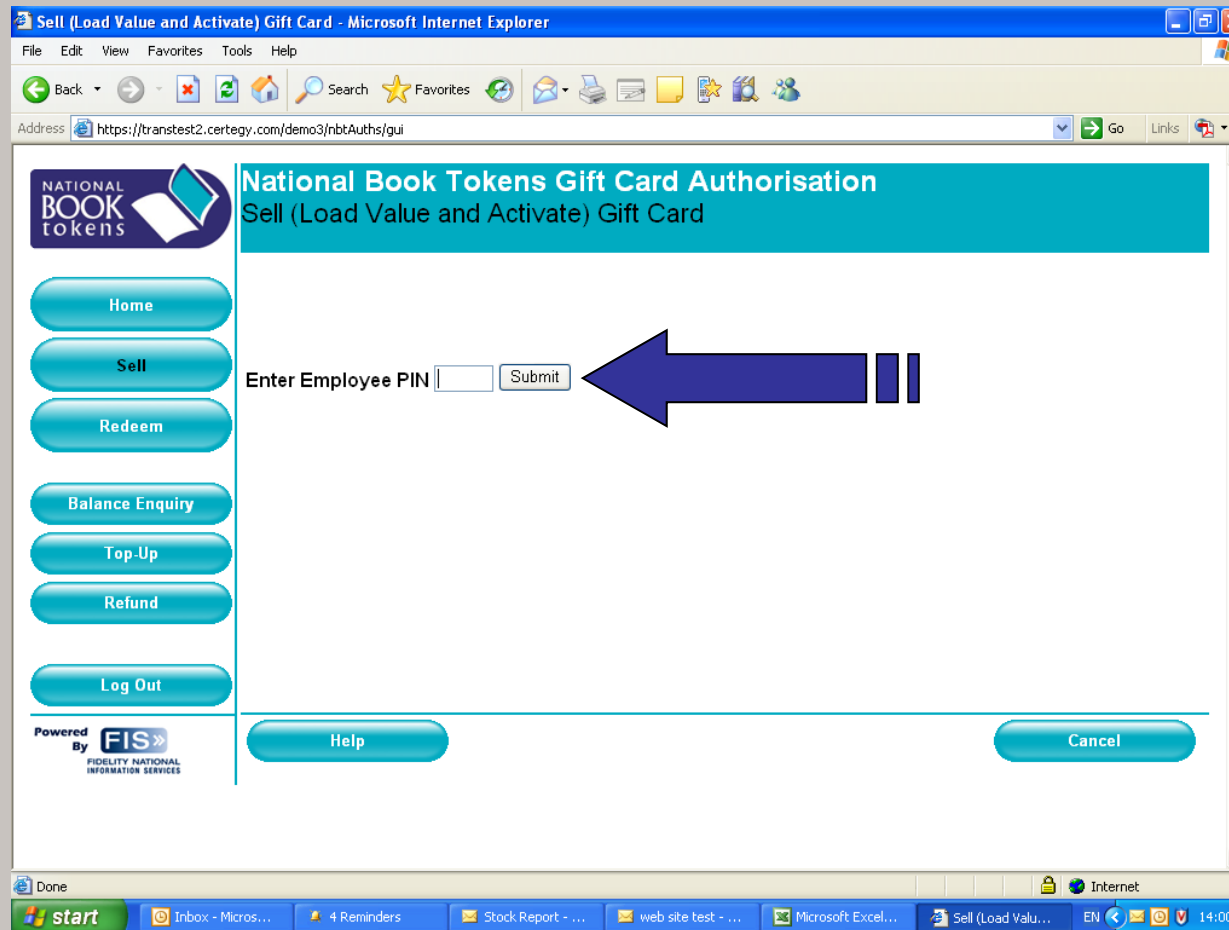 Sell (Load Value and Activate) Gift Card - Microsoft Internet Explorer
File Edit View Favorites Tools Help
Back Search Favorites
Address https://transtest2.certegy.com/demo3/nbtAuths/gui Go Links
NATIONAL
BOOK
tokens
National Book Tokens Gift Card Authorisation
Sell (Load Value and Activate) Gift Card
Home
Sell
Enter Employee PIN Submit
Redeem
Balance Enquiry
Top-Up
Refund
Log Out
Powered
By FIS
FIDELITY NATIONAL
INFORMATION SERVICES
Help
Cancel
Done Internet
start Inbox - Micros... 4 Reminders Stock Report - ... web site test - ... Microsoft Excel... Sell (Load Valu... EN 14:00